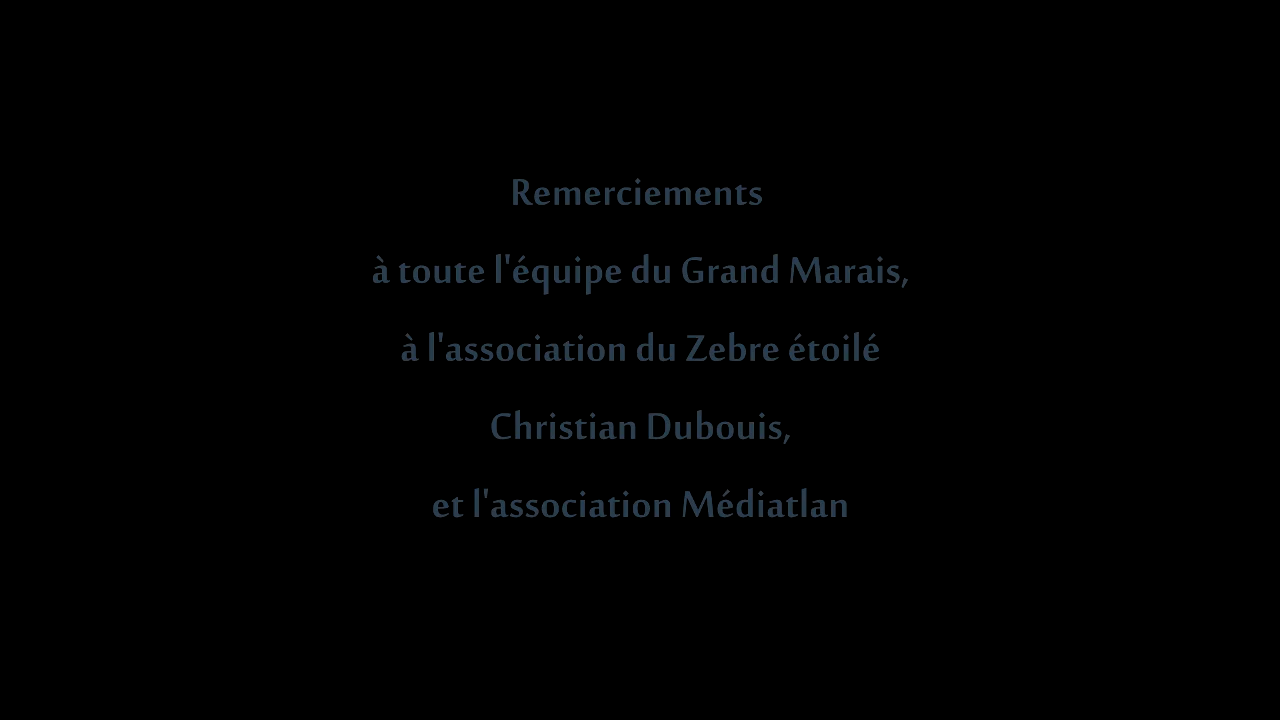 Remerciements
à toute l'équipe du Grand Marais,
à l'association du Zebre étoilé
Christian Dubouis,
et l'association Médiatlan